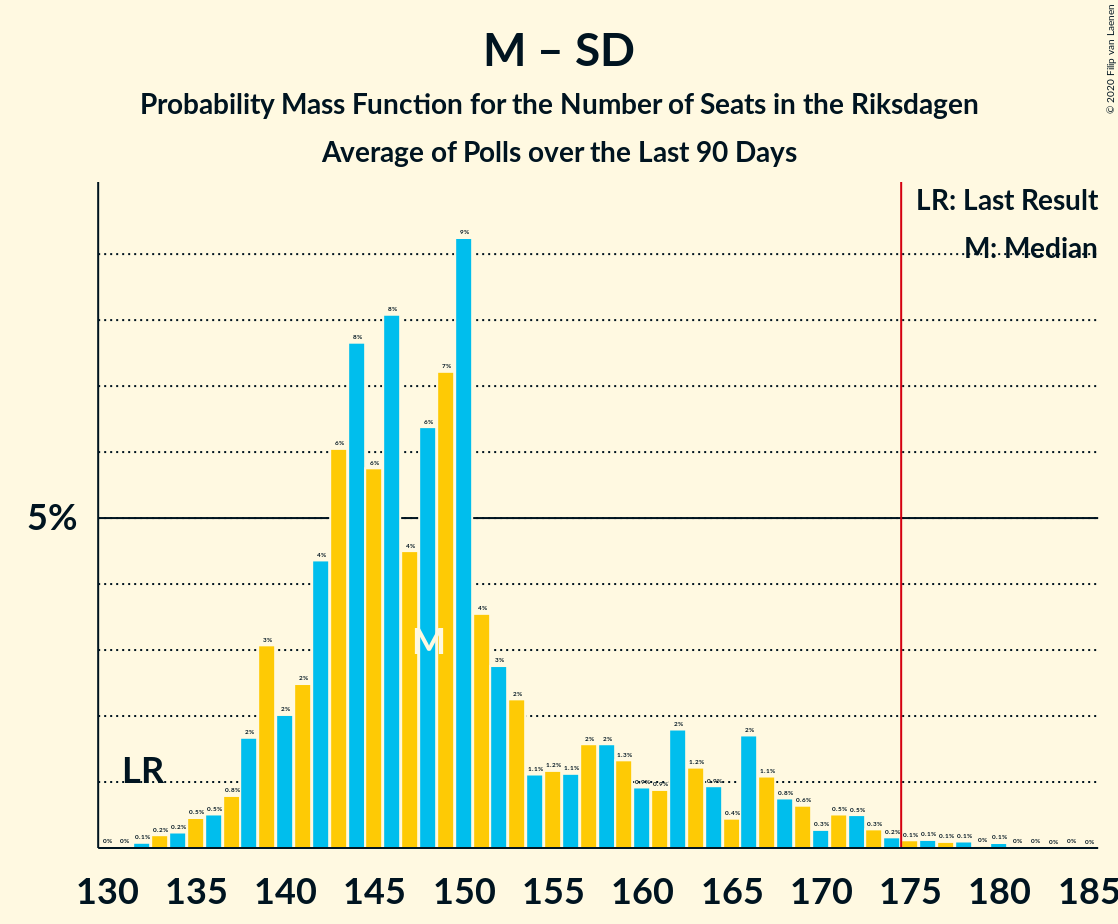 © 2020 Filip van Laenen
M – SD
Probability Mass Function for the Number of Seats in the Riksdagen
Average of Polls over the Last 90 Days
LR: Last Result
M: Median
5%
LR
M
0% 0% 0.1% 0.2% 0.2% 0.5% 0.5% 0.8% 2% 3% 2% 2% 4% 6% 8% 6% 8% 4% 6% 7% 9% 4% 3% 2% 1.1% 1.2% 1.1% 2% 2% 1.3% 0.9% 0.9% 2% 1.2% 0.9% 0.4% 2% 1.1% 0.8% 0.6% 0.3% 0.5% 0.5% 0.3% 0.2% 0.1% 0.1% 0.1% 0.1% 0% 0.1% 0% 0% 0% 0% 0%
130 135 140 145 150 155 160 165 170 175 180 185